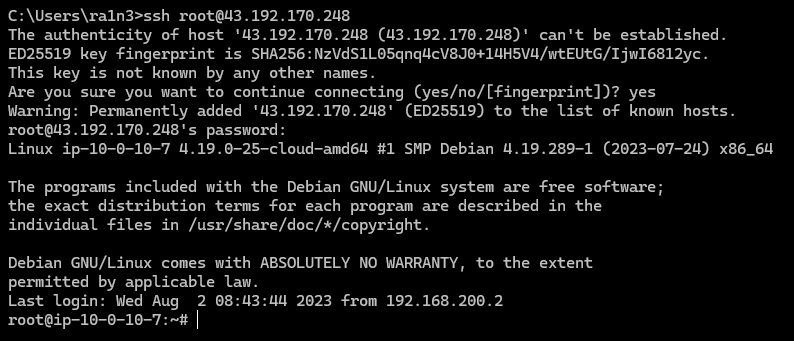 C:\Users\ra1n3>ssh root@43.192.170.248
The authenticity of host '43.192.170.248 (43.192.170.248)' can't be established.
ED25519 key fingerprint is SHA256:NzVdS1L05qnq4cV8J0+14H5V4/wtEUtG/IjwI6812yc.
This key is not known by any other names.
Are you sure you want to continue connecting (yes/no/[fingerprint])? yes
Warning: Permanently added '43.192.170.248' (ED25519) to the list of known hosts.
root@43.192.170.248's password:
Linux ip-10-0-10-7 4.19.0-25-cloud-amd64 #1 SMP Debian 4.19.289-1 (2023-07-24) x86_64
The programs included with the Debian GNU/Linux system are free software;
the exact distribution terms for each program are described in the
individual files in /usr/share/doc/*/copyright.
Debian GNU/Linux comes with ABSOLUTELY NO WARRANTY, to the extent
permitted by applicable law.
Last login: Wed Aug  2 08:43:44 2023 from 192.168.200.2
root@ip-10-0-10-7:~#